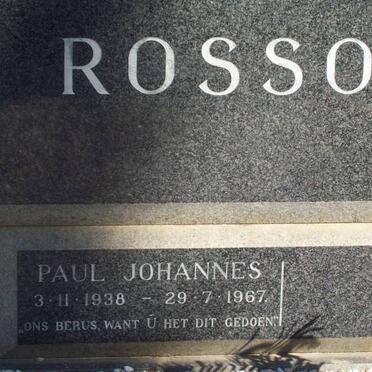 ROSSO
PAUL JOHANNES
3·11·1938 – 29·7·1967.
„ONS BERUS, WANT Ú HET DIT GEDOEN."